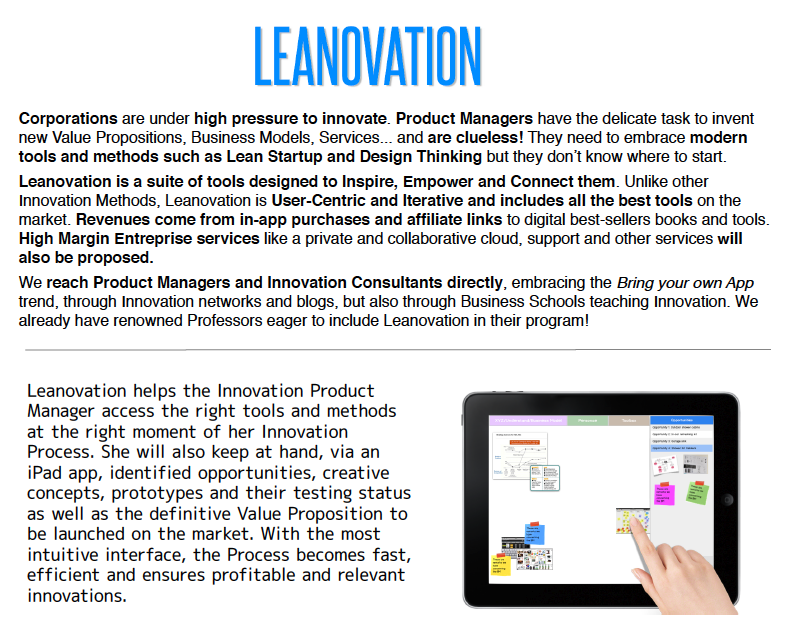 LEANOVATION
Corporations are under high pressure to innovate. Product Managers have the delicate task to invent
new Value Propositions, Business Models, Services... and are clueless! They need to embrace modern
tools and methods such as Lean Startup and Design Thinking but they don't know where to start.
Leanovation is a suite of tools designed to Inspire, Empower and Connect them. Unlike other
Innovation Methods, Leanovation is User-Centric and Iterative and includes all the best tools on the
market. Revenues come from in-app purchases and affiliate links to digital best-sellers books and tools.
High Margin Entreprise services like a private and collaborative cloud, support and other services will
also be proposed.
We reach Product Managers and Innovation Consultants directly, embracing the Bring your own App
trend, through Innovation networks and blogs, but also through Business Schools teaching Innovation. We
already have renowned Professors eager to include Leanovation in their program!
Leanovation helps the Innovation Product
Manager access the right tools and methods
at the right moment of her Innovation
Process. She will also keep at hand, via an
iPad app, identified opportunities, creative
concepts, prototypes and their testing status
as well as the definitive Value Proposition to
be launched on the market. With the most
intuitive interface, the Process becomes fast,
efficient and ensures profitable and relevant
innovations.
Opportunities